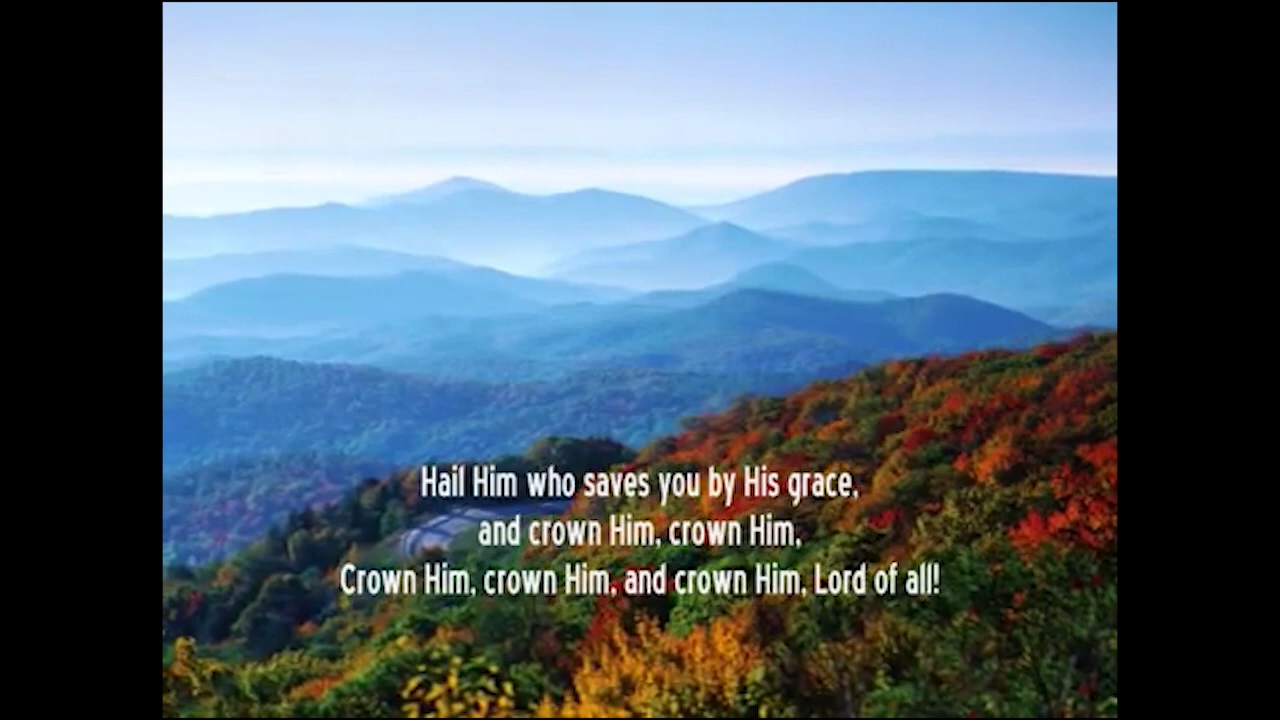 Hail Him who saves you by His grace,
and crown Him, crown Him,
Crown Him, crown Him, and crown Him, Lord of all!